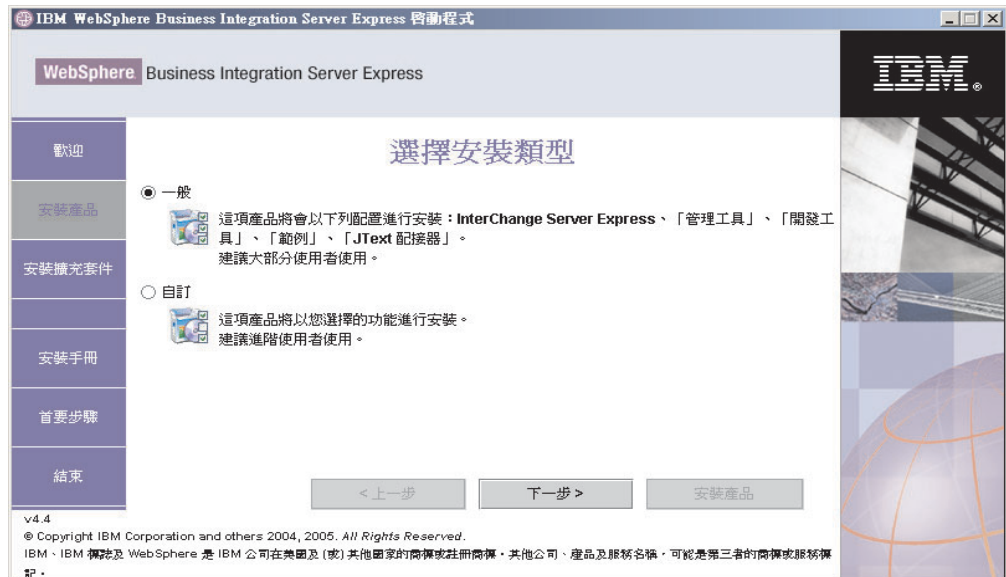 IBM WebSphere Business Integration Server Express 啓動程式
WebSphere. Business Integration Server Express
IBM®
歡迎
安裝產品
安裝擴充套件
安裝手冊
首要步驟
結束
選擇安裝類型
一般
這項產品將會以下列配置進行安裝：InterChange Server Express、「管理工具」、「開發工
具」、「範例」、「JText 配接器」。
建議大部分使用者使用。
自訂
這項產品將以您選擇的功能進行安裝。
建議進階使用者使用。
<上一步
下一步 >
安裝產品
v4.4
© Copyright IBM Corporation and others 2004, 2005. All Rights Reserved.
IBM、IBM 標誌及 WebSphere 是 IBM 公司在美國及 (或) 其他國家的商標或註冊商標。其他公司、產品及服務名稱，可能是第三者的商標或服務標
記。